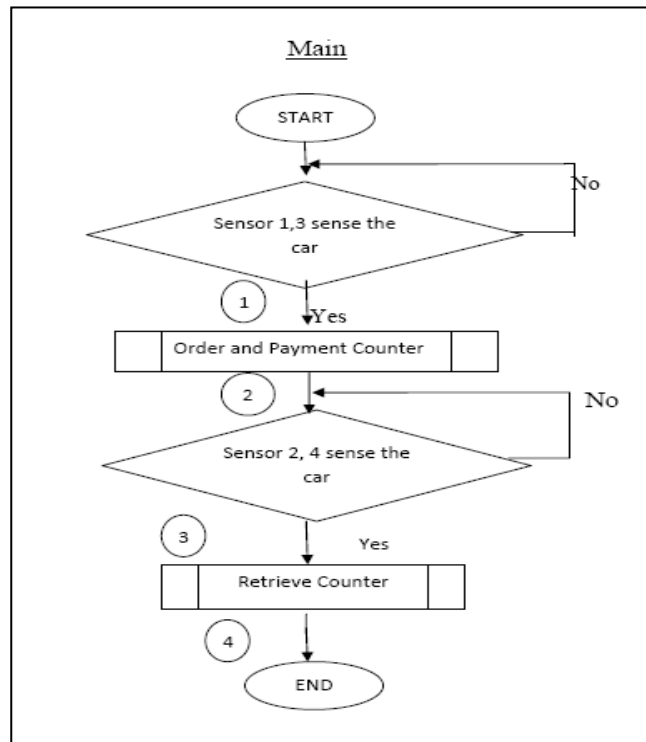 Main
START
No
Sensor 1,3 sense the
car
1
Yes
Order and Payment Counter
2
No
Sensor 2, 4 sense the
car
3
Yes
Retrieve Counter
4
END